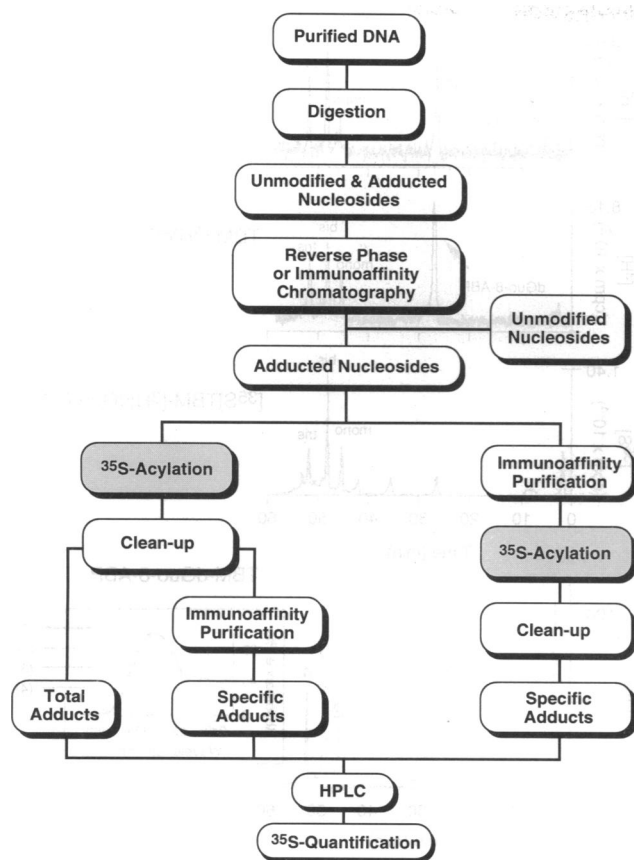 Purified DNA
Digestion
Unmodified & Adducted
Nucleosides
Reverse Phase
or Immunoaffinity
Chromatography
Unmodified
Nucleosides
Adducted Nucleosides
³⁵S-Acylation
Clean-up
Immunoaffinity
Purification
Total
Adducts
Specific
Adducts
Immunoaffinity
Purification
³⁵S-Acylation
Clean-up
Specific
Adducts
HPLC
³⁵S-Quantification